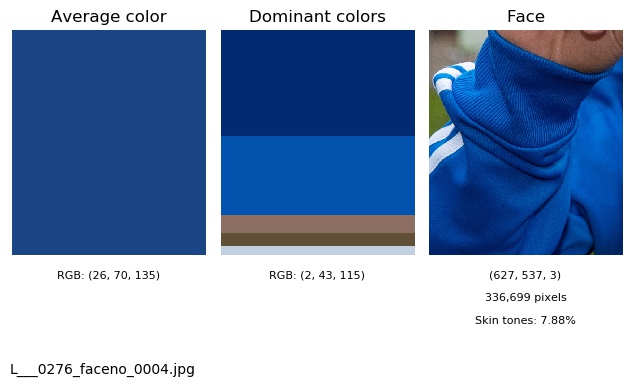 Average color
Dominant colors
Face
RGB: (26, 70, 135)
RGB: (2, 43, 115)
(627, 537, 3)
336,699 pixels
Skin tones: 7.88%
L___0276_faceno_0004.jpg